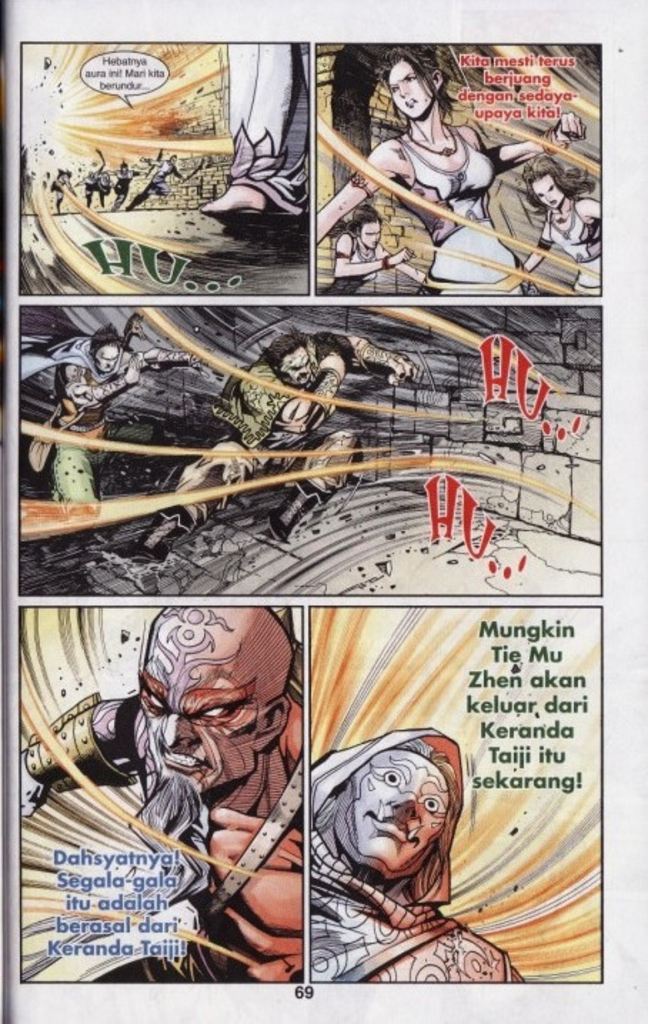 Hebatnya
aura ini! Mari kita
berundur...
HU...
Kita mesti terus
berjuang
dengan sedaya-
upaya kita!
HU...
HU...
Dahsyatnya!
Segala-gala
itu adalah
berasal dari
Keranda Taiji!
Mungkin
Tie Mu
Zhen akan
keluar dari
Keranda
Taiji itu
sekarang!
69